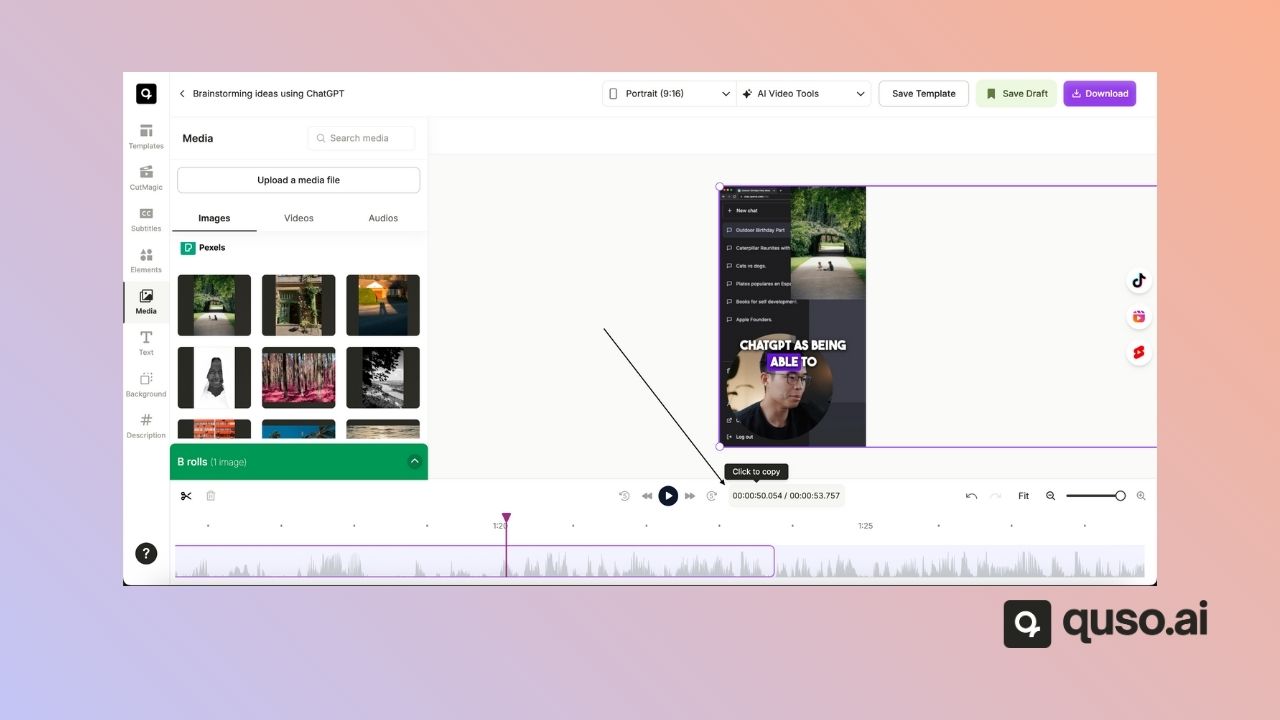 Brainstorming ideas using ChatGPT
Portrait (9:16)
AI Video Tools
Save Template
Save Draft
Download
Templates
CutMagic
CC
Subtitles
Elements
Media
Text
Background
Description
?
Media
Search media
Upload a media file
Images
Videos
Audios
Pexels
B rolls (1 image)
New chat
Outdoor Birthday Part
Caterpillar Reunites with
Cats vs dogs.
Platos populares en Espa
Books for self developmen
Apple Founders.
CHATGPT AS BEING
ABLE TO
Log out
Click to copy
00:00:50.054 / 00:00:53.757
Fit
1:20
1:25
quso.ai